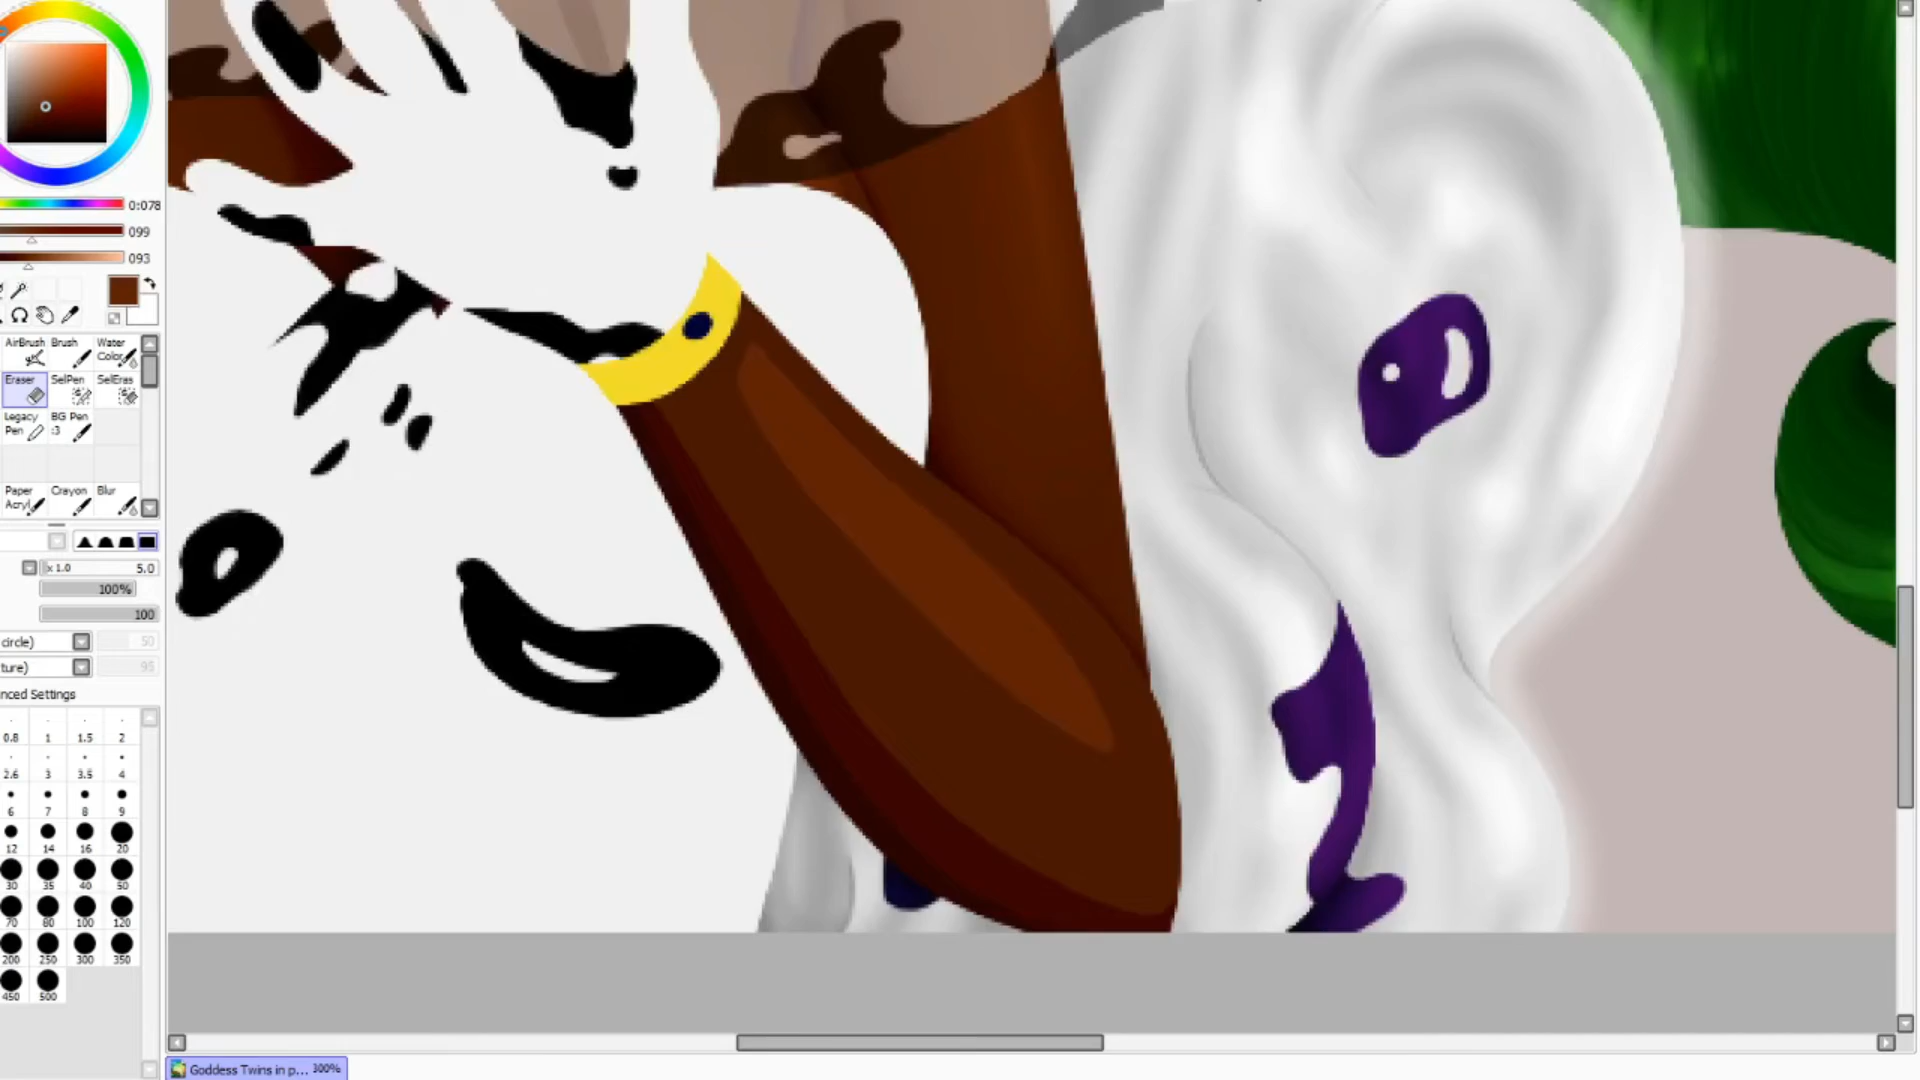 0:078
099
093
AirBrush Brush Water Color
Eraser SelPen SelEras
Legacy Pen BG Pen :3
Paper Acryl Crayon Blur
x 1.0 5.0
100%
100
circle) 50
ture) 95
nced Settings
0.8 1 1.5 2
2.6 3 3.5 4
6 7 8 9
12 14 16 20
30 35 40 50
70 80 100 120
200 250 300 350
450 500
Goddess Twins in p... 300%